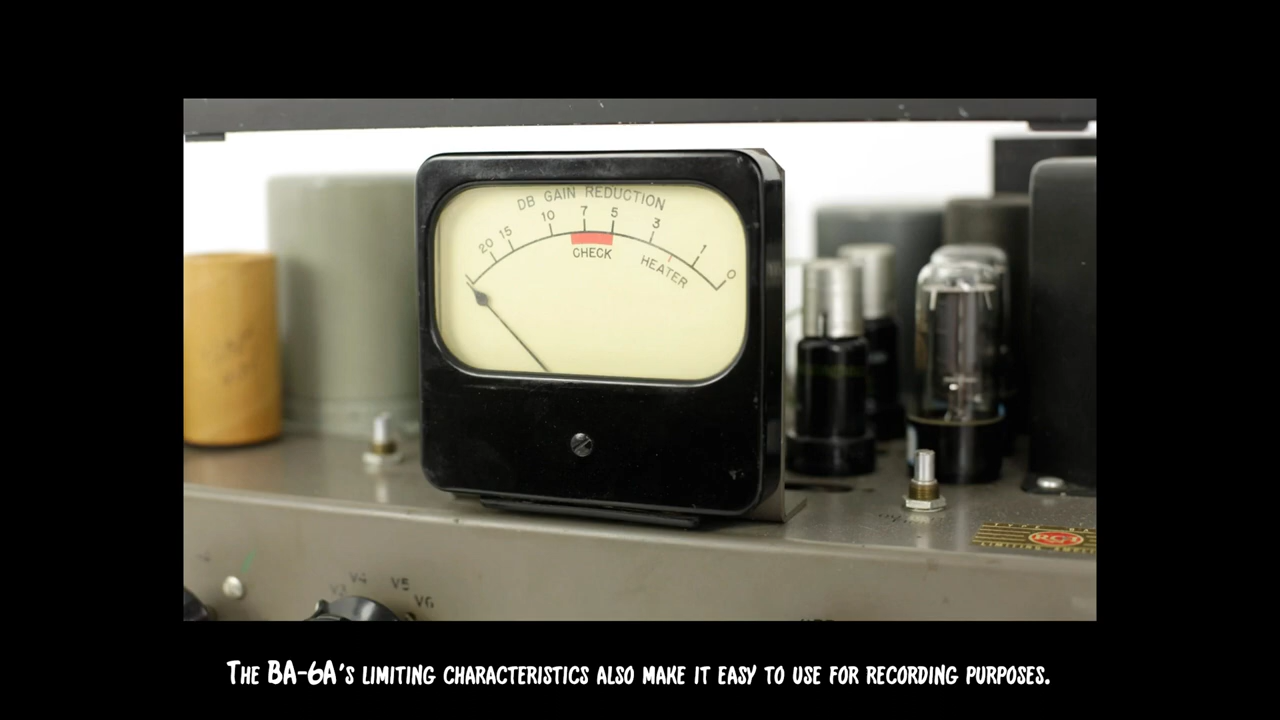 DB GAIN REDUCTION
20 15 10 7 5 3 1 0
CHECK
HEATER
RCA
V3 V4 V5 V6
The BA-6A's limiting characteristics also make it easy to use for recording purposes.